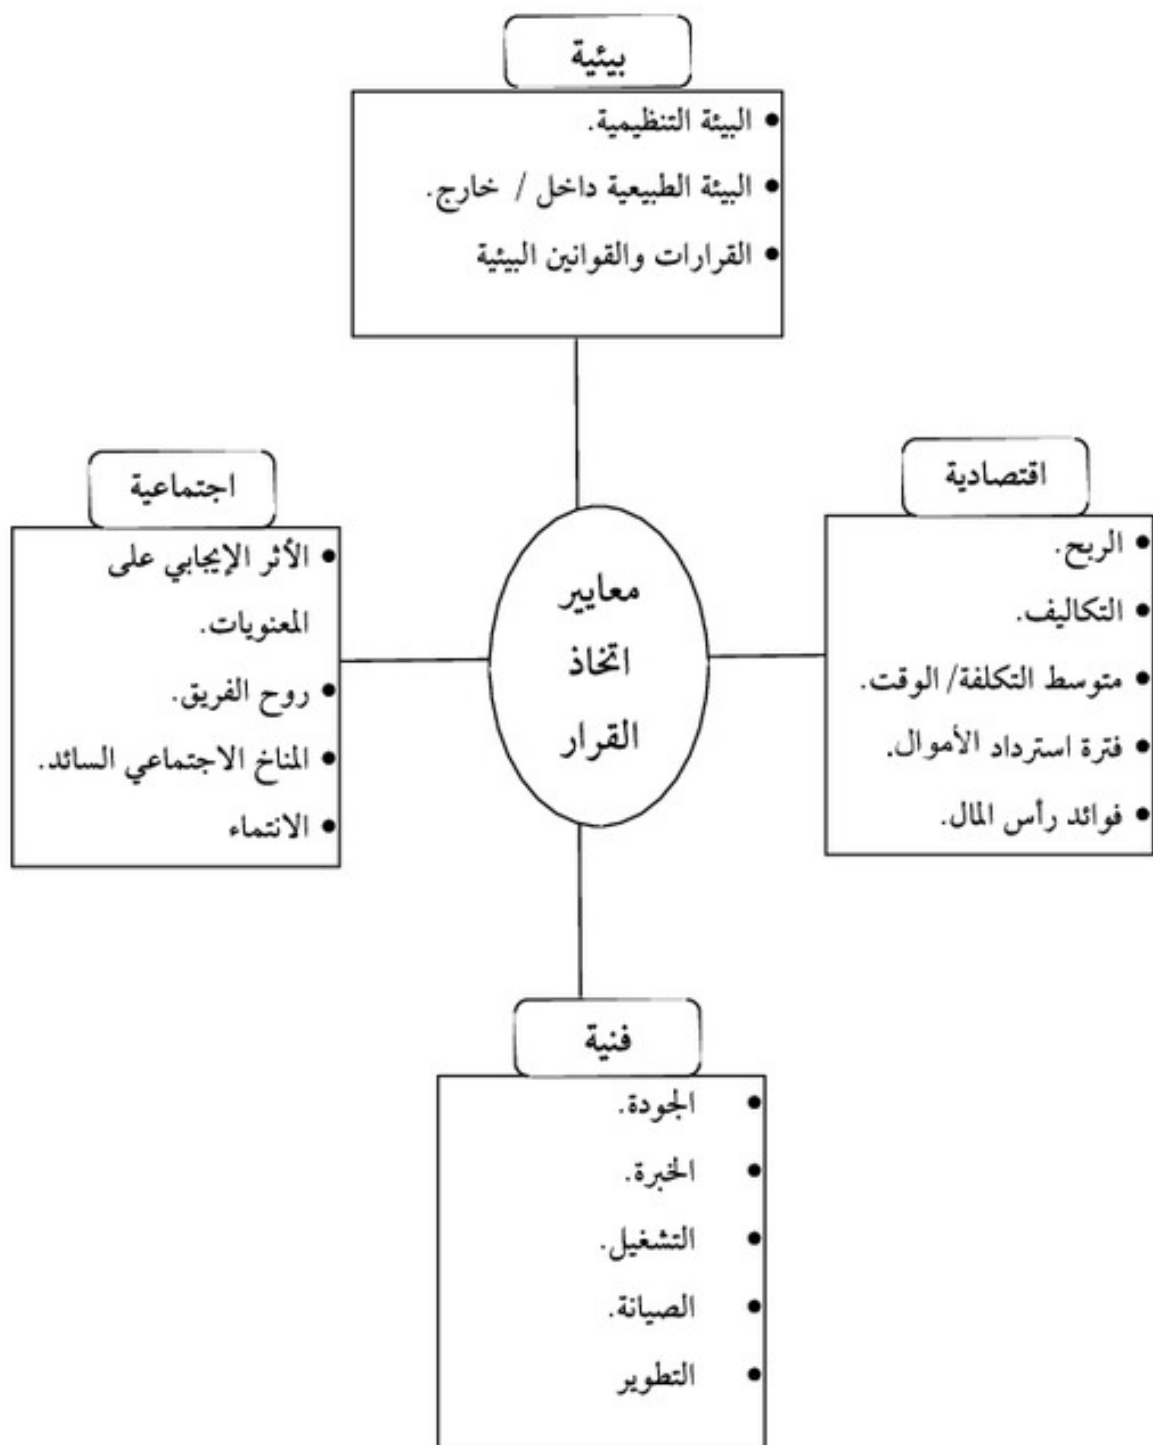 بيئية
• البيئة التنظيمية.
• البيئة الطبيعية داخل / خارج.
• القرارات والقوانين البيئية
اقتصادية
• الربح.
• التكاليف.
• متوسط التكلفة/ الوقت.
• فترة استرداد الأموال.
• فوائد رأس المال.
معايير
اتخاذ
القرار
اجتماعية
• الأثر الإيجابي على
المعنويات.
• روح الفريق.
• المناخ الاجتماعي السائد.
• الانتماء
فنية
• الجودة.
• الخبرة.
• التشغيل.
• الصيانة.
• التطوير